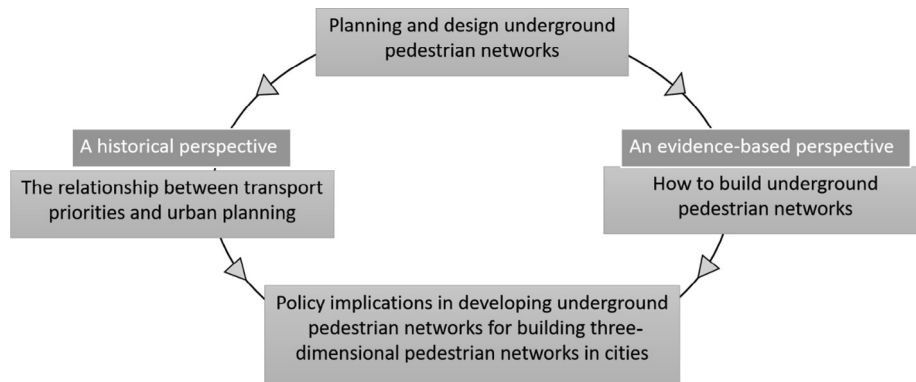 Planning and design underground
pedestrian networks
A historical perspective
The relationship between transport
priorities and urban planning
An evidence-based perspective
How to build underground
pedestrian networks
Policy implications in developing underground
pedestrian networks for building three-
dimensional pedestrian networks in cities